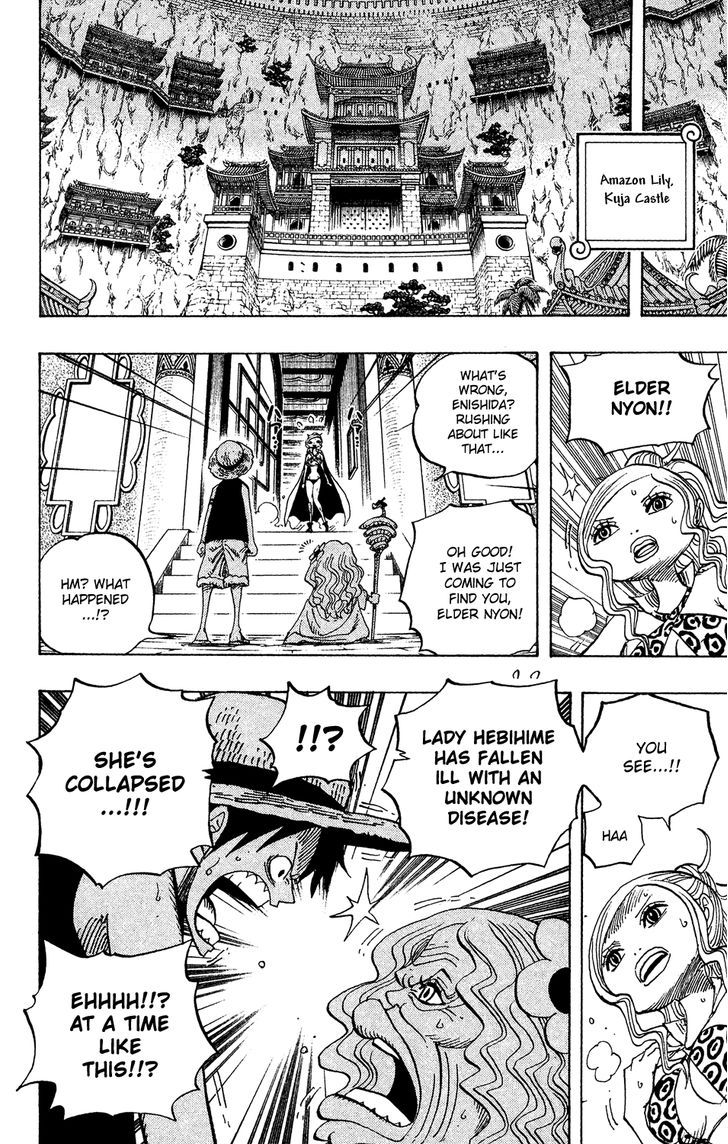 Amazon Lily,
Kuja Castle
ELDER
NYON!!
WHAT'S
WRONG,
ENISHIDA?
RUSHING
ABOUT LIKE
THAT...
OH GOOD!
I WAS JUST
COMING TO
FIND YOU,
ELDER NYON!
HM? WHAT
HAPPENED
...!?
YOU
SEE...!!
HAA
LADY HEBIHIME
HAS FALLEN
ILL WITH AN
UNKNOWN
DISEASE!
!!?
SHE'S
COLLAPSED
...!!!
EHHHH!!?
AT A TIME
LIKE
THIS!!?